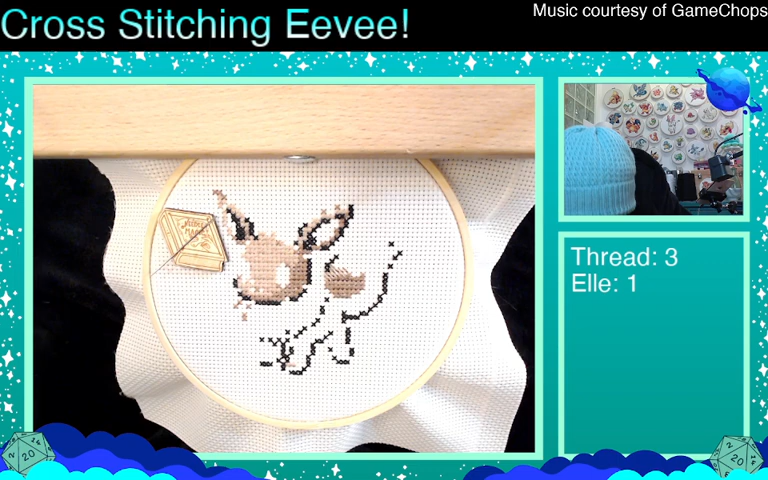 Cross Stitching Eevee!
Music courtesy of GameChops
Thread: 3
Elle: 1
20
20